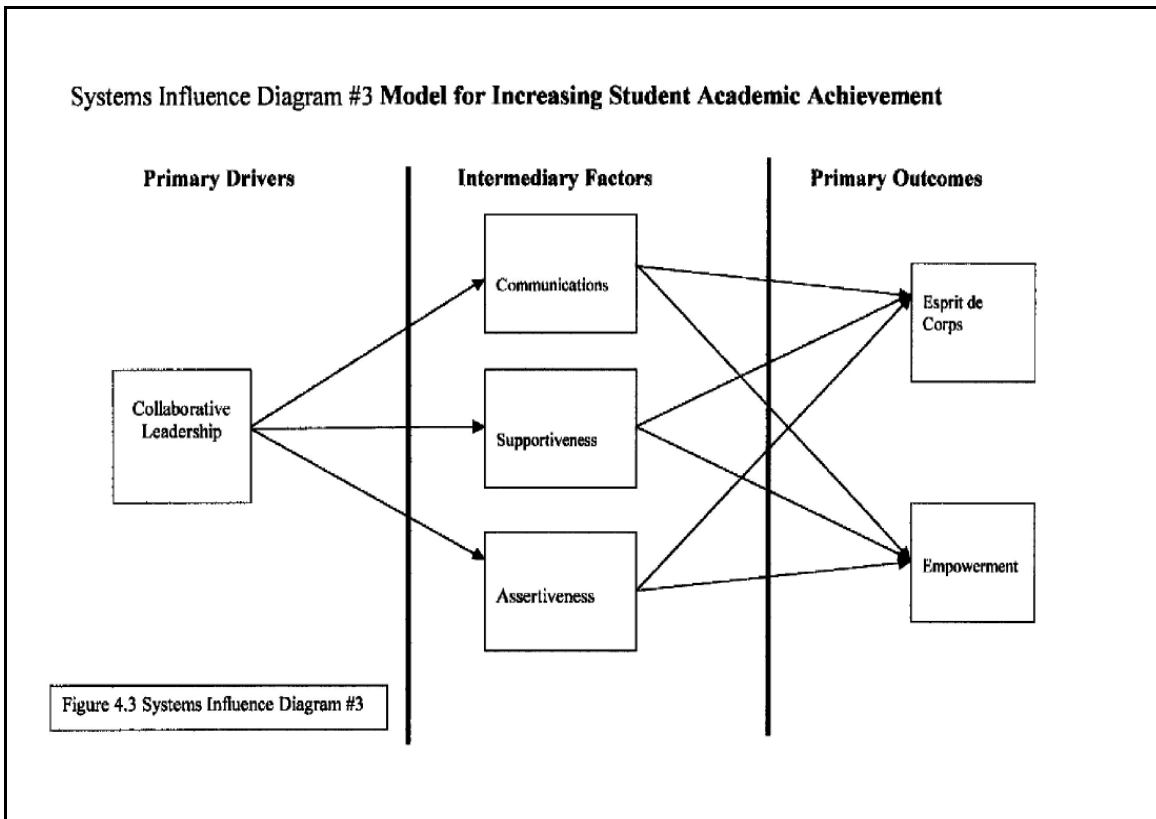 Systems Influence Diagram #3 Model for Increasing Student Academic Achievement
Primary Drivers
Intermediary Factors
Primary Outcomes
Communications
Esprit de
Corps
Collaborative
Leadership
Supportiveness
Empowerment
Assertiveness
Figure 4.3 Systems Influence Diagram #3